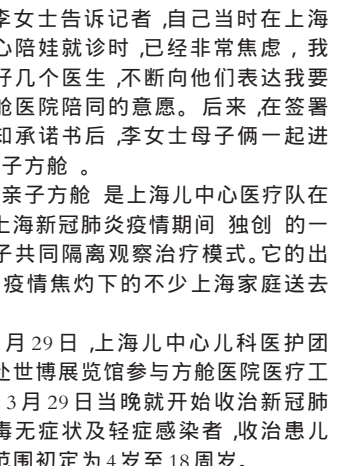 李女士告诉记者,自己当时在上海
心陪娃就诊时,已经非常焦虑,我
好几个医生,不断向他们表达我要
舱医院陪同的意愿。后来,在签署
知承诺书后,李女士母子俩一起进
子方舱 。
亲子方舱 是上海儿中心医疗队在
上海新冠肺炎疫情期间 独创 的一
子共同隔离观察治疗模式。它的出
疫情焦灼下的不少上海家庭送去
月29日,上海儿中心儿科医护团
赴世博展览馆参与方舱医院医疗工
3月29日当晚就开始收治新冠肺
毒无症状及轻症感染者,收治患儿
范围初定为4岁至18周岁。